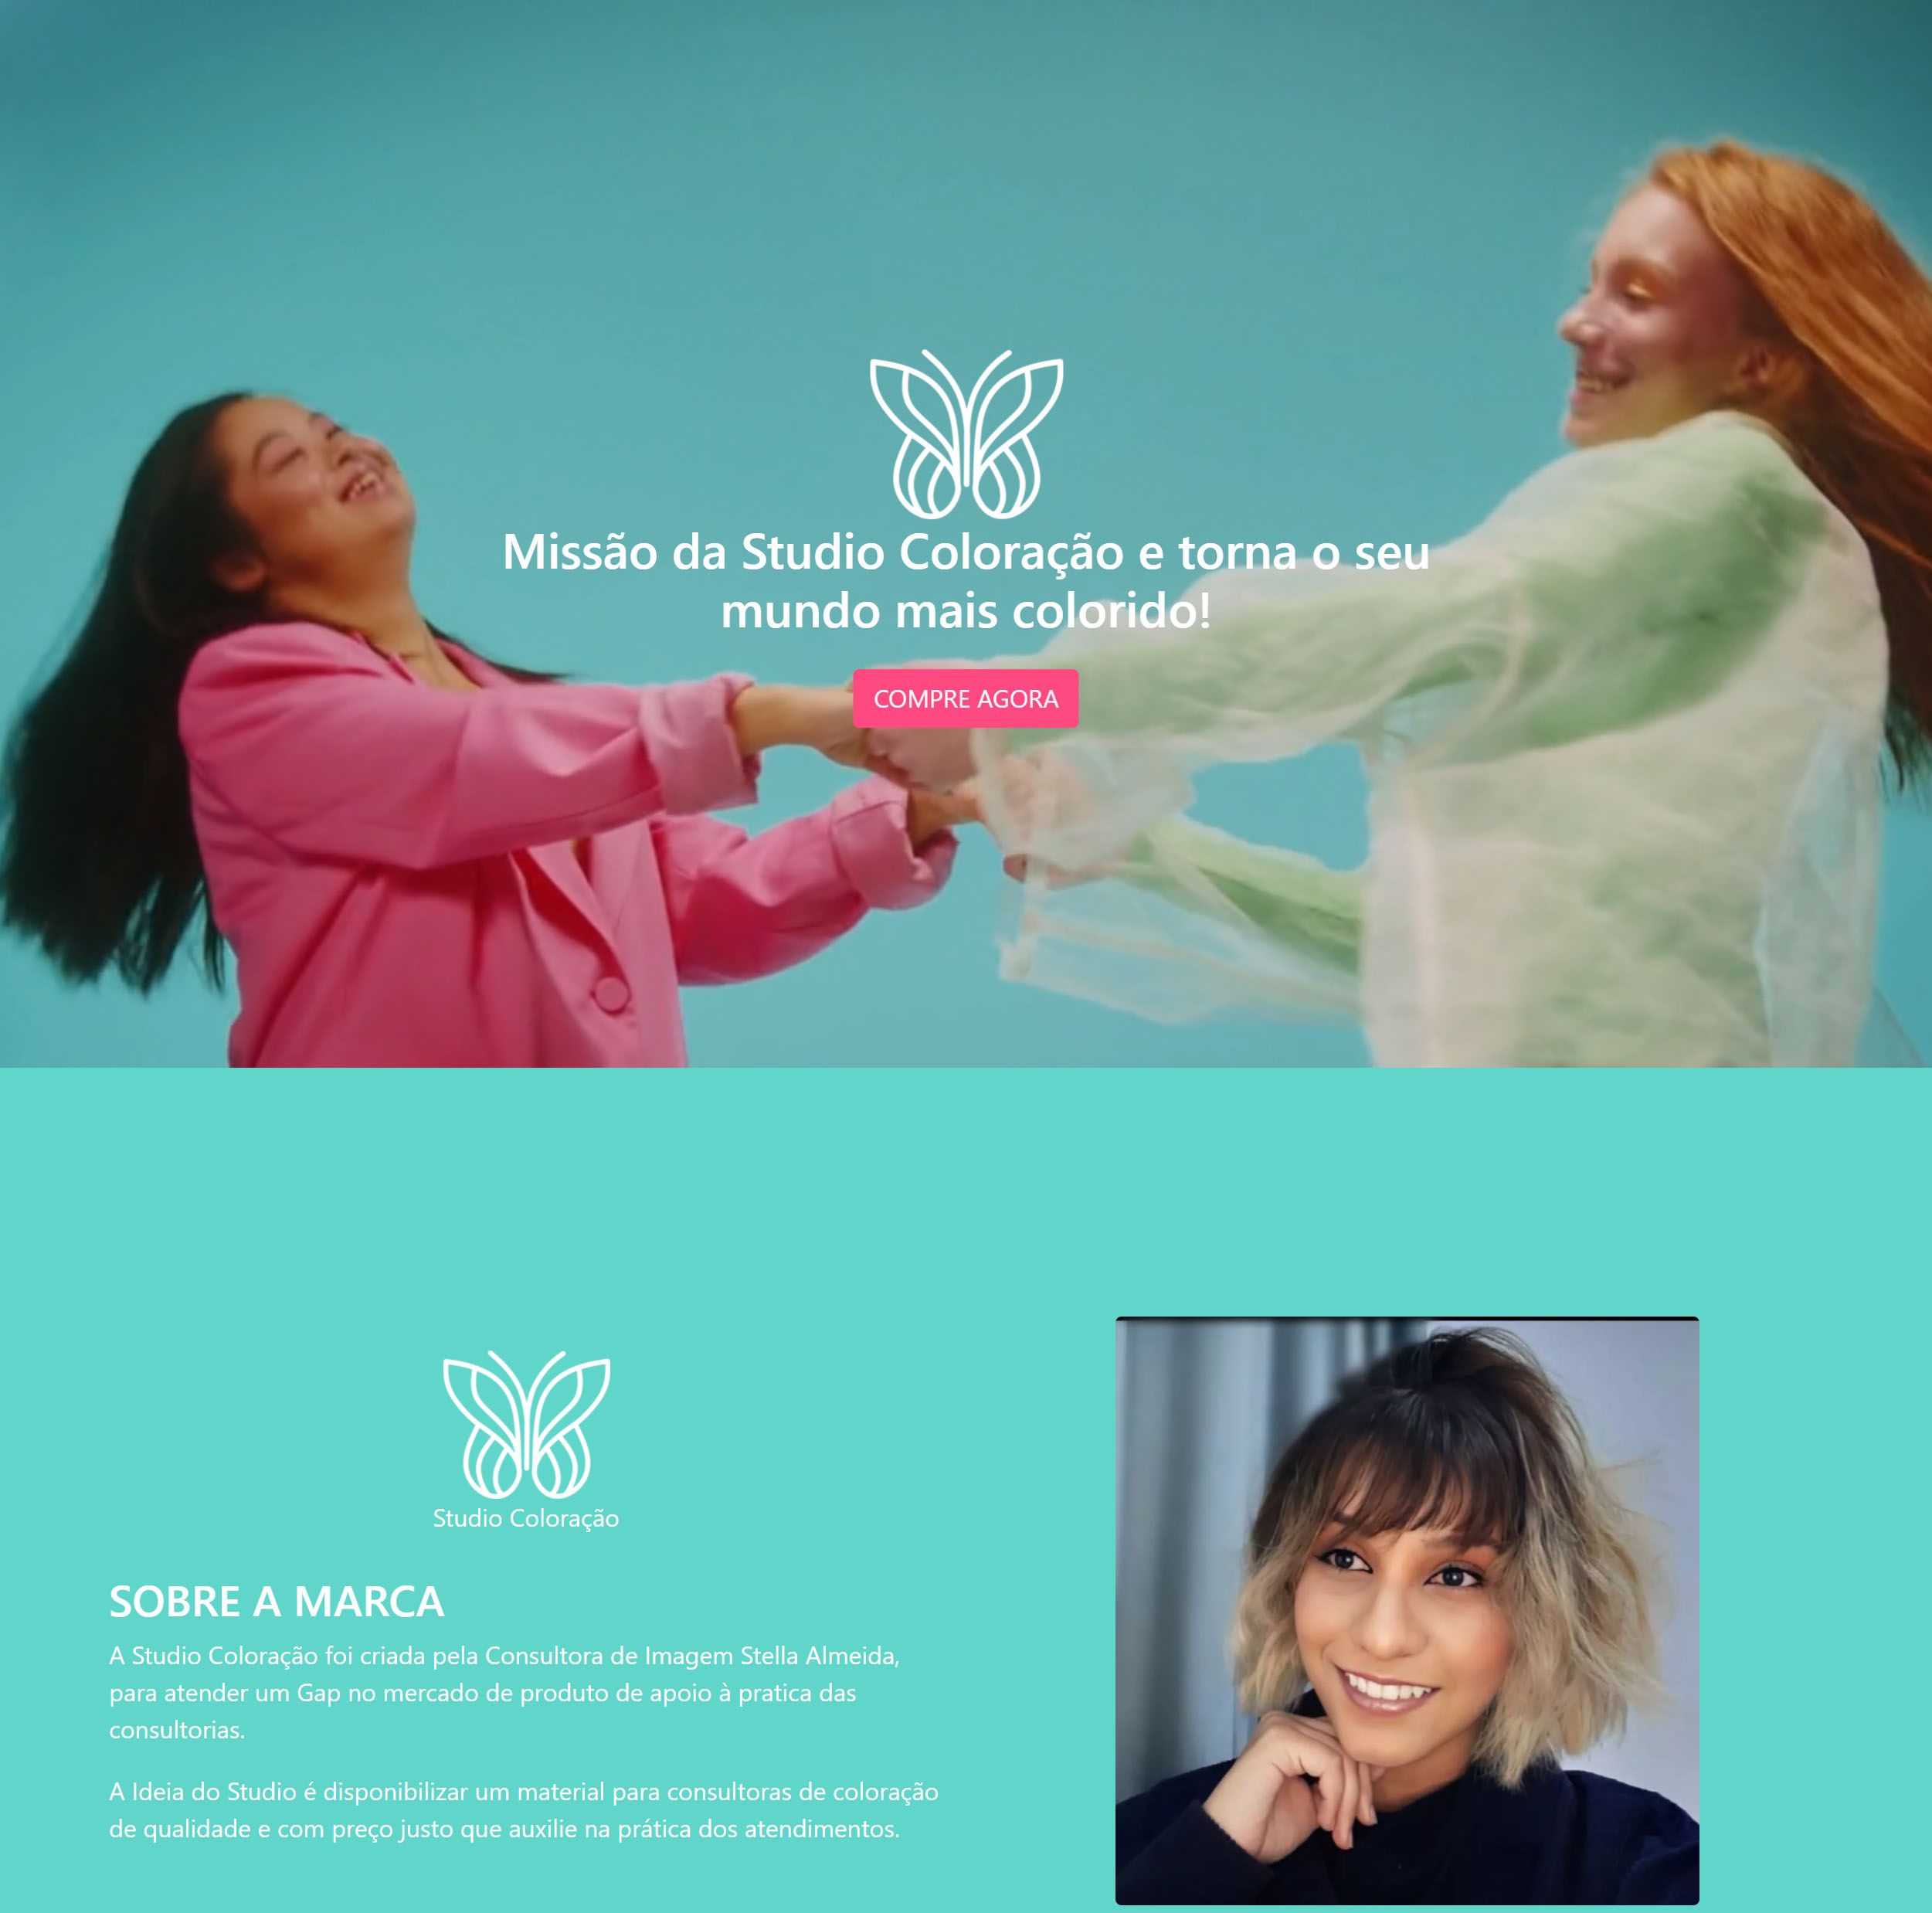 Missão da Studio Coloração e torna o seu
mundo mais colorido!
COMPRE AGORA
Studio Coloração
SOBRE A MARCA
A Studio Coloração foi criada pela Consultora de Imagem Stella Almeida,
para atender um Gap no mercado de produto de apoio à pratica das
consultorias.
A Ideia do Studio é disponibilizar um material para consultoras de coloração
de qualidade e com preço justo que auxilie na prática dos atendimentos.